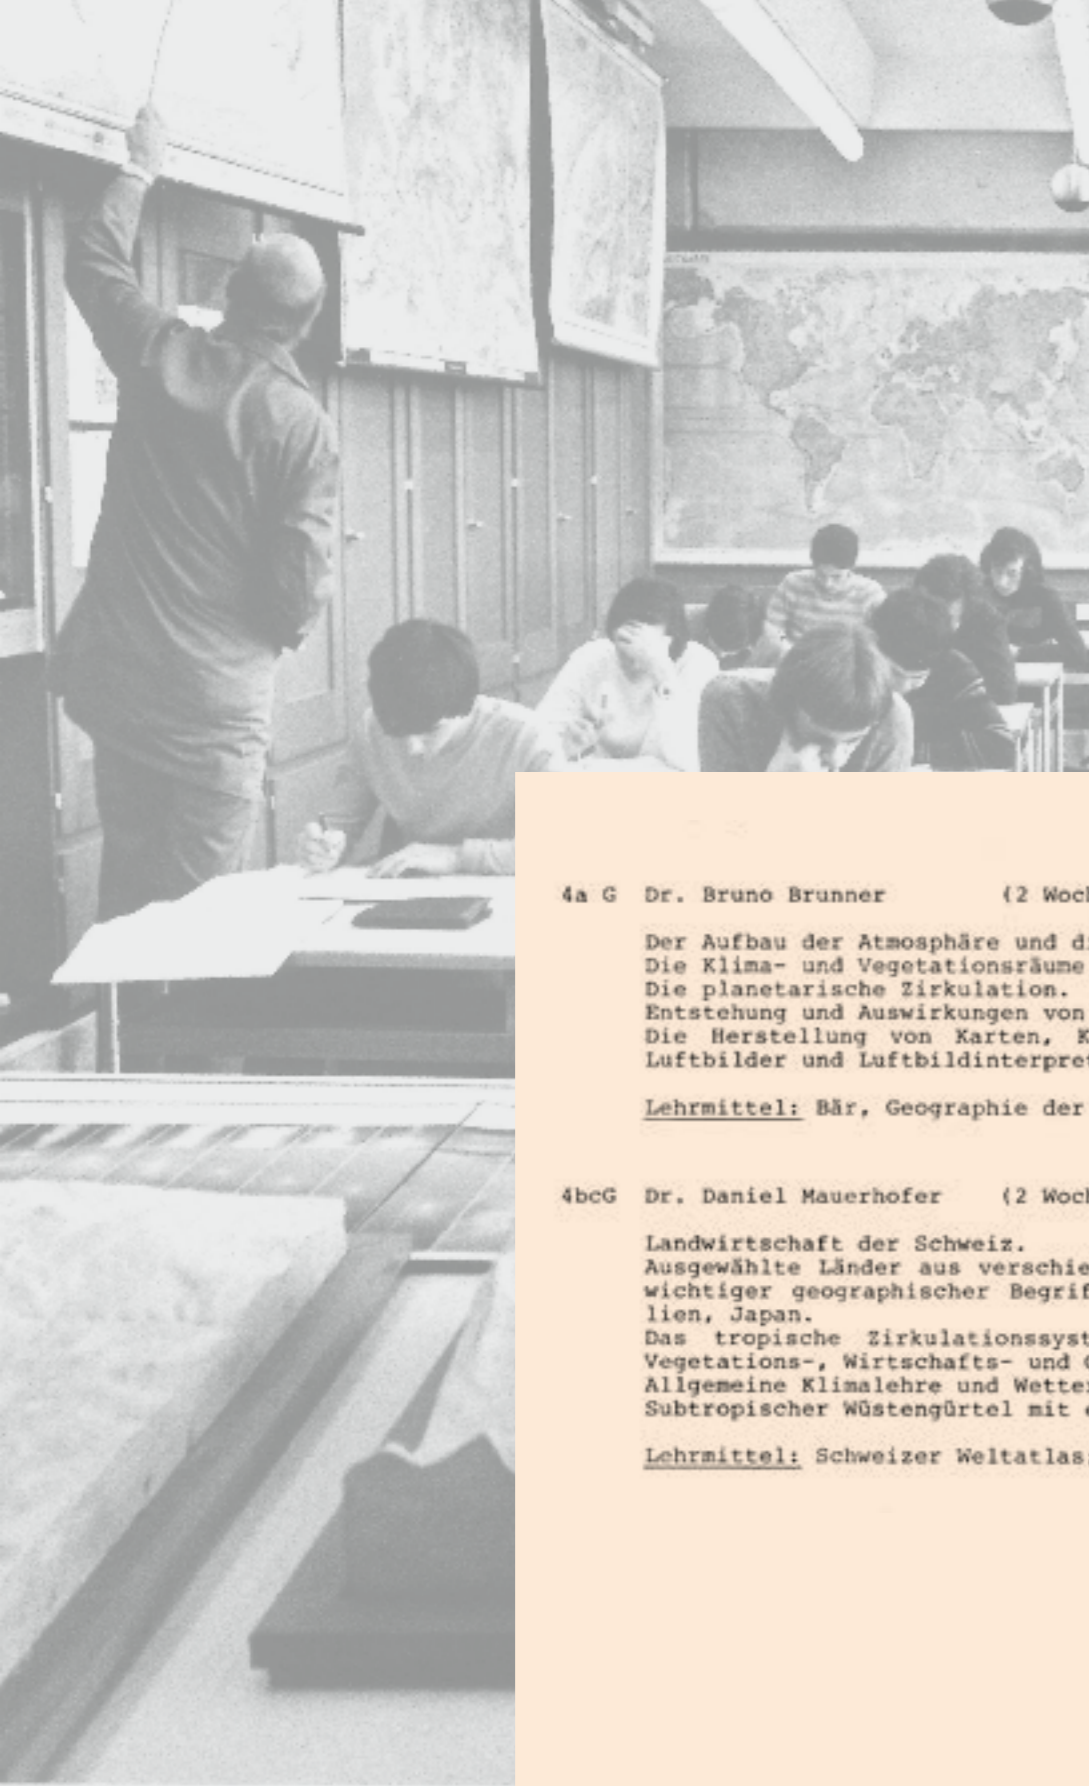 4a G Dr. Bruno Brunner (2 Woch
Der Aufbau der Atmosphäre und di
Die Klima- und Vegetationsräume
Die planetarische Zirkulation.
Entstehung und Auswirkungen von
Die Herstellung von Karten, K
Luftbilder und Luftbildinterpret
Lehrmittel: Bär, Geographie der
4bcG Dr. Daniel Mauerhofer (2 Woch
Landwirtschaft der Schweiz.
Ausgewählte Länder aus verschie
wichtiger geographischer Begrif
lien, Japan.
Das tropische Zirkulationssyst
Vegetations-, Wirtschafts- und G
Allgemeine Klimalehre und Wetter
Subtropischer Wüstengürtel mit e
Lehrmittel: Schweizer Weltatlas